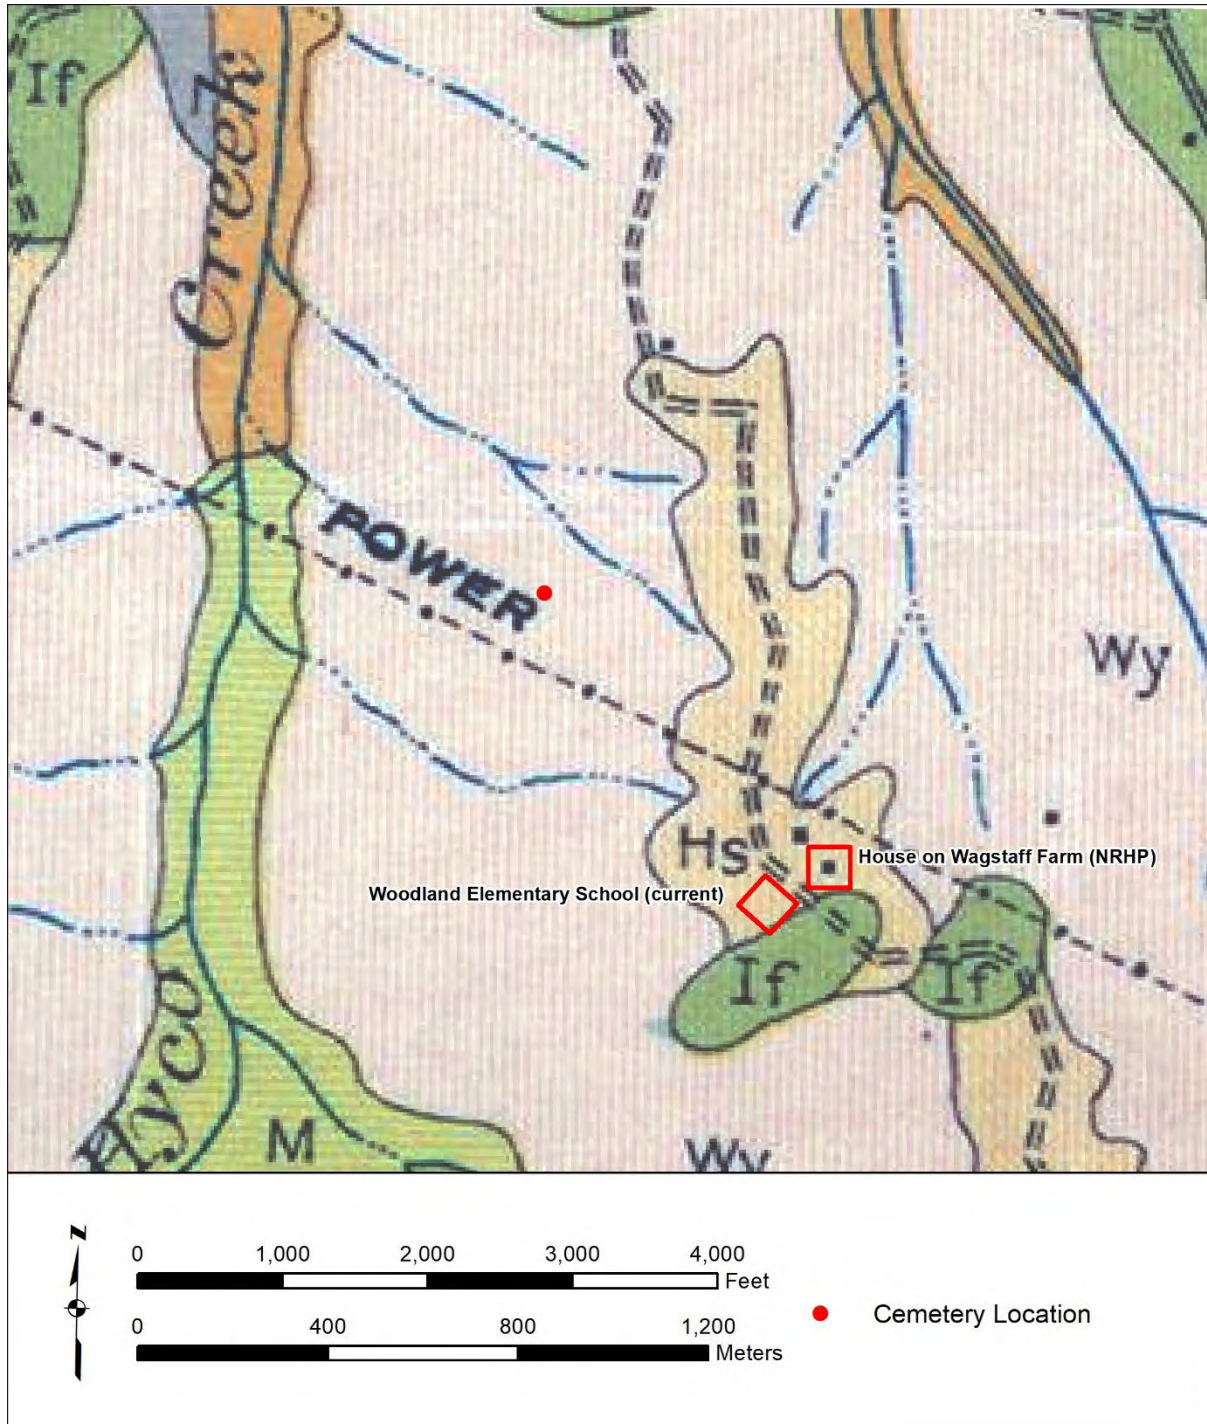 If
Creek
POWER
Wy
Hs
House on Wagstaff Farm (NRHP)
Woodland Elementary School (current)
If
If
Hyco
M
Wy
z
0 1,000 2,000 3,000 4,000
Feet
0 400 800 1,200
Meters
Cemetery Location